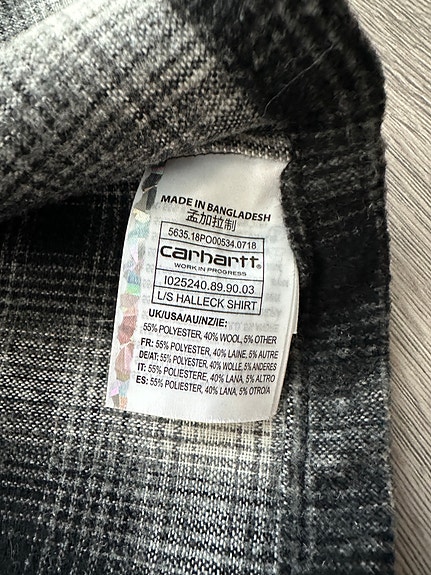 MADE IN BANGLADESH
孟加拉制
5635.18PO00534.0718
carhartt®
WORK IN PROGRESS
I025240.89.90.03
L/S HALLECK SHIRT
UK/USA/AU/NZ/IE:
55% POLYESTER, 40% WOOL, 5% OTHER
FR: 55% POLYESTER, 40% LAINE, 5% AUTRE
DE/AT: 55% POLYESTER, 40% WOLLE, 5% ANDERES
IT: 55% POLIESTERE, 40% LANA, 5% ALTRO
ES: 55% POLIESTER, 40% LANA, 5% OTRO/A